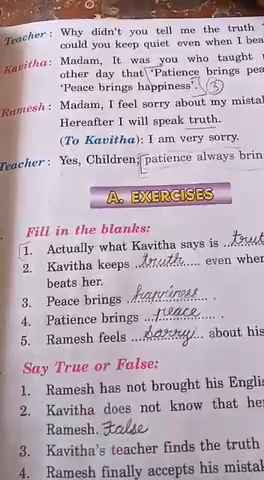 Teacher : Why didn't you tell me the truth
could you keep quiet even when I bea
Kavitha: Madam, It was you who taught
other day that 'Patience brings pea
'Peace brings happiness'. 3
Ramesh : Madam, I feel sorry about my mistal
Hereafter I will speak truth.
(To Kavitha) : I am very sorry.
Teacher : Yes, Children; patience always brin
A. EXERCISES
Fill in the blanks:
1. Actually what Kavitha says is ...trut
2. Kavitha keeps ..truth...... even wher
beats her.
3. Peace brings ..happiness.. .
4. Patience brings .....peace..... .
5. Ramesh feels ...sorry.... about his
Say True or False:
1. Ramesh has not brought his Englis
2. Kavitha does not know that he
Ramesh. False
3. Kavitha's teacher finds the truth
4. Ramesh finally accepts his mistal